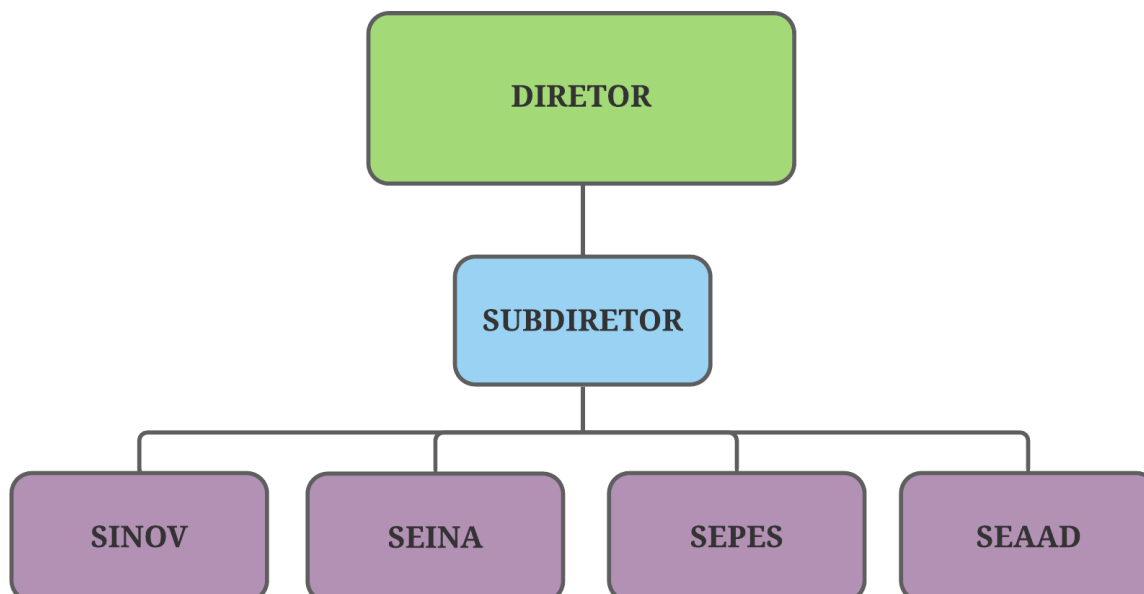 DIRETOR
SUBDIRETOR
SINOV
SEINA
SEPES
SEAAD